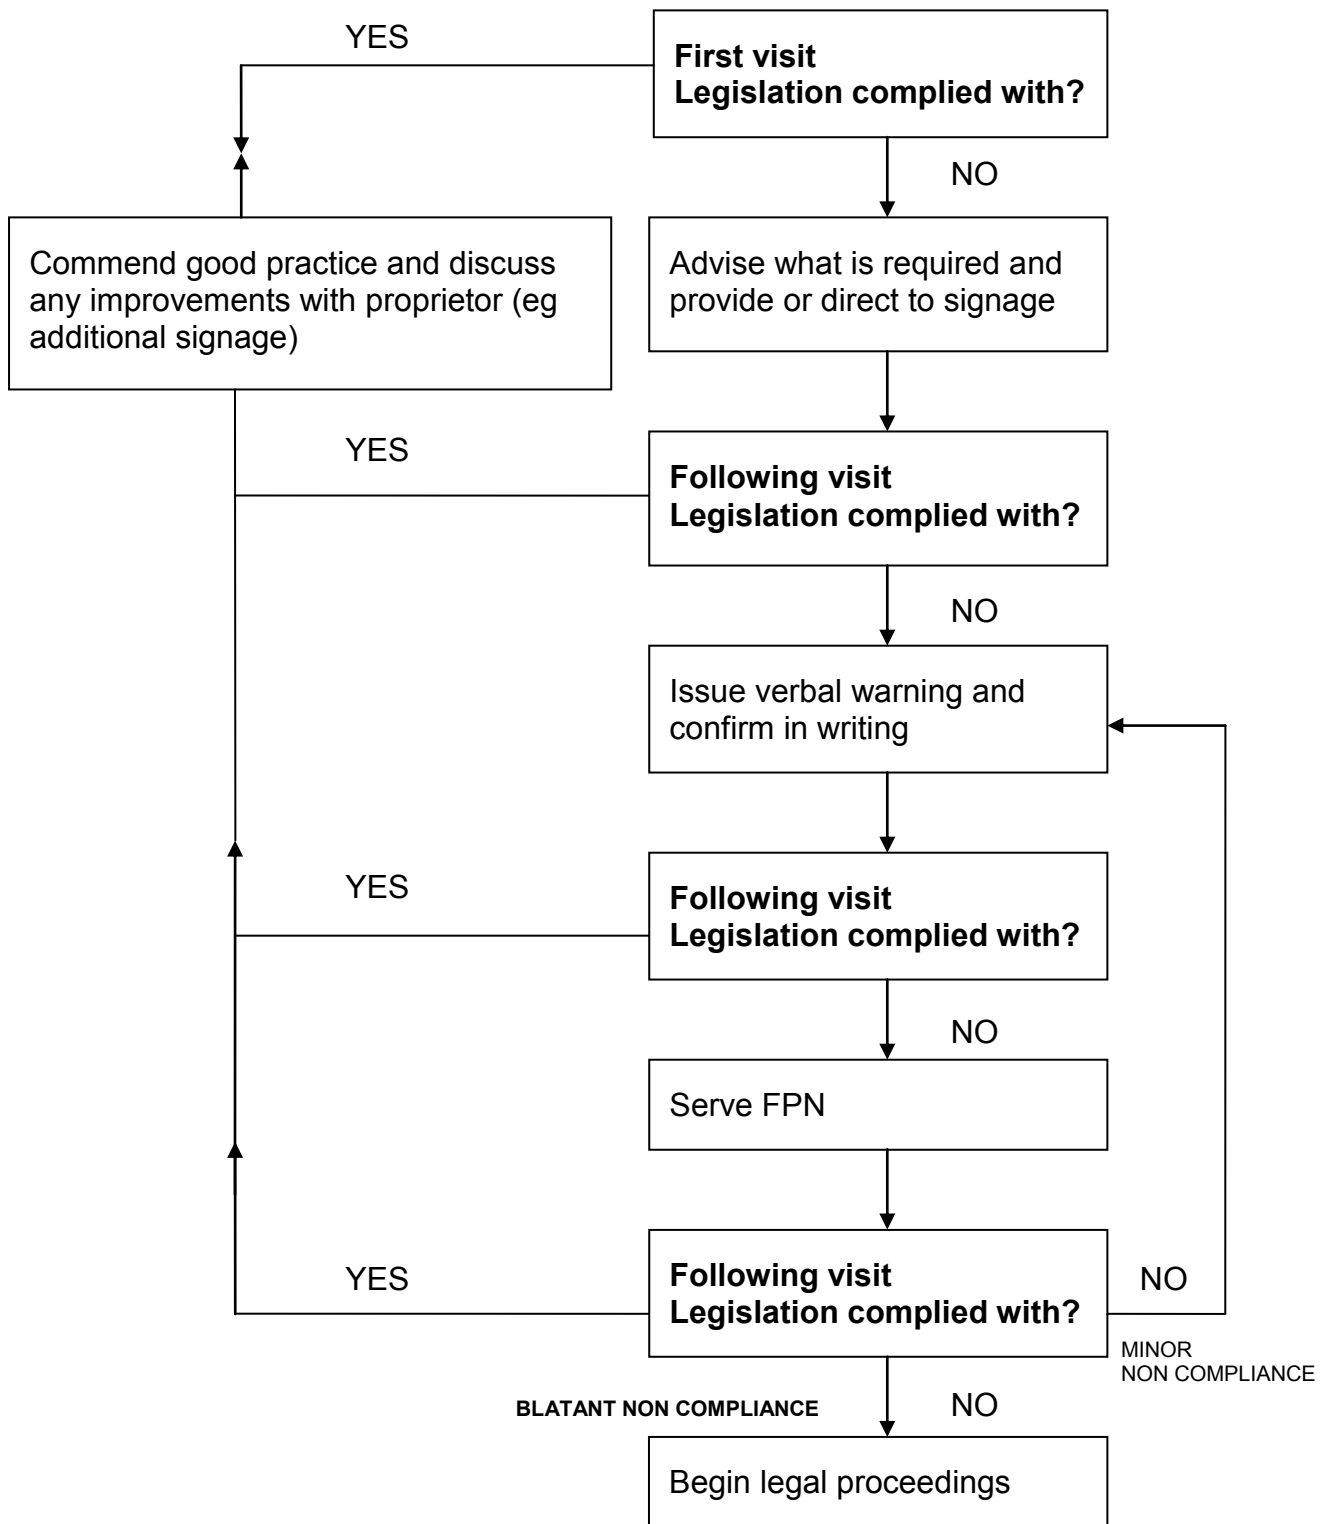 YES
First visit
Legislation complied with?
NO
Commend good practice and discuss
any improvements with proprietor (eg
additional signage)
Advise what is required and
provide or direct to signage
YES
Following visit
Legislation complied with?
NO
Issue verbal warning and
confirm in writing
YES
Following visit
Legislation complied with?
NO
Serve FPN
YES
Following visit
Legislation complied with?
NO
MINOR
NON COMPLIANCE
BLATANT NON COMPLIANCE
NO
Begin legal proceedings